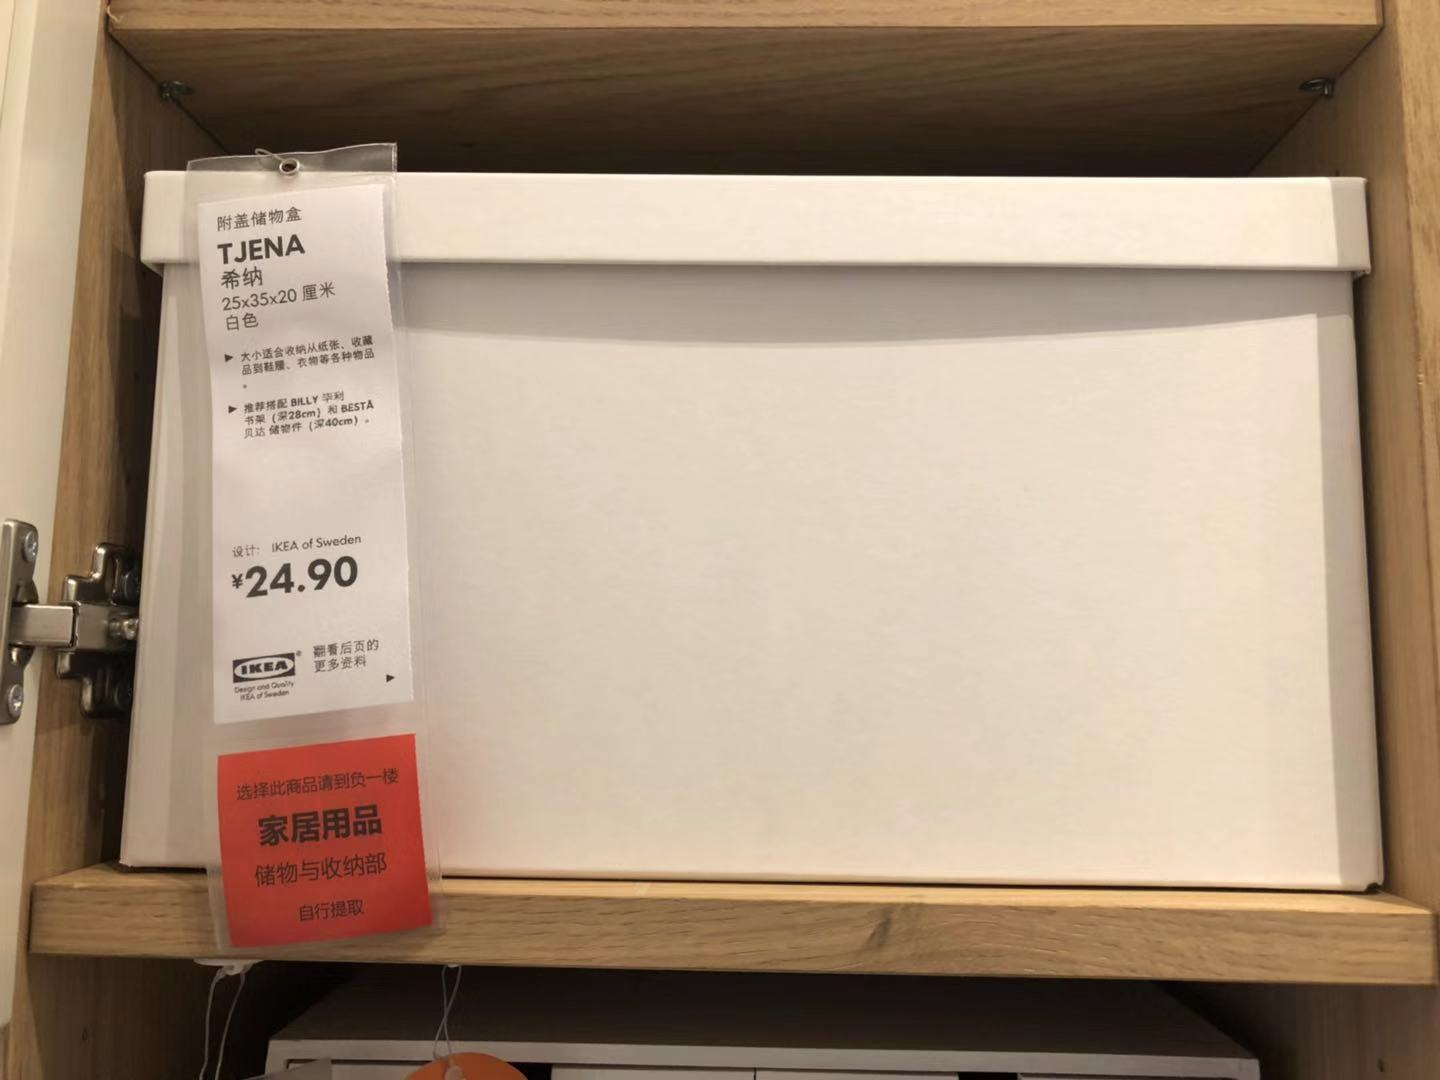 附盖储物盒
TJENA
希纳
25x35x20 厘米
白色
▶ 大小适合收纳从纸张、收藏
品到鞋履、衣物等各种物品
。
▶ 推荐搭配 BILLY 毕利
书架（深28cm）和 BESTÅ
贝达 储物件（深40cm）。
设计: IKEA of Sweden
¥24.90
IKEA®
Design and Quality
IKEA of Sweden
翻看后页的
更多资料
▶
选择此商品请到负一楼
家居用品
储物与收纳部
自行提取